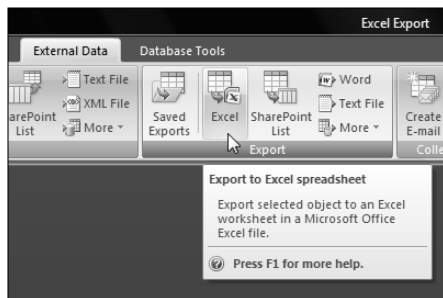 Excel Export
External Data Database Tools
arePoint List
Text File
XML File
More
Saved Exports
Excel
SharePoint List
Word
Text File
More
Create E-mail
Export
Colle
Export to Excel spreadsheet
Export selected object to an Excel
worksheet in a Microsoft Office
Excel file.
Press F1 for more help.